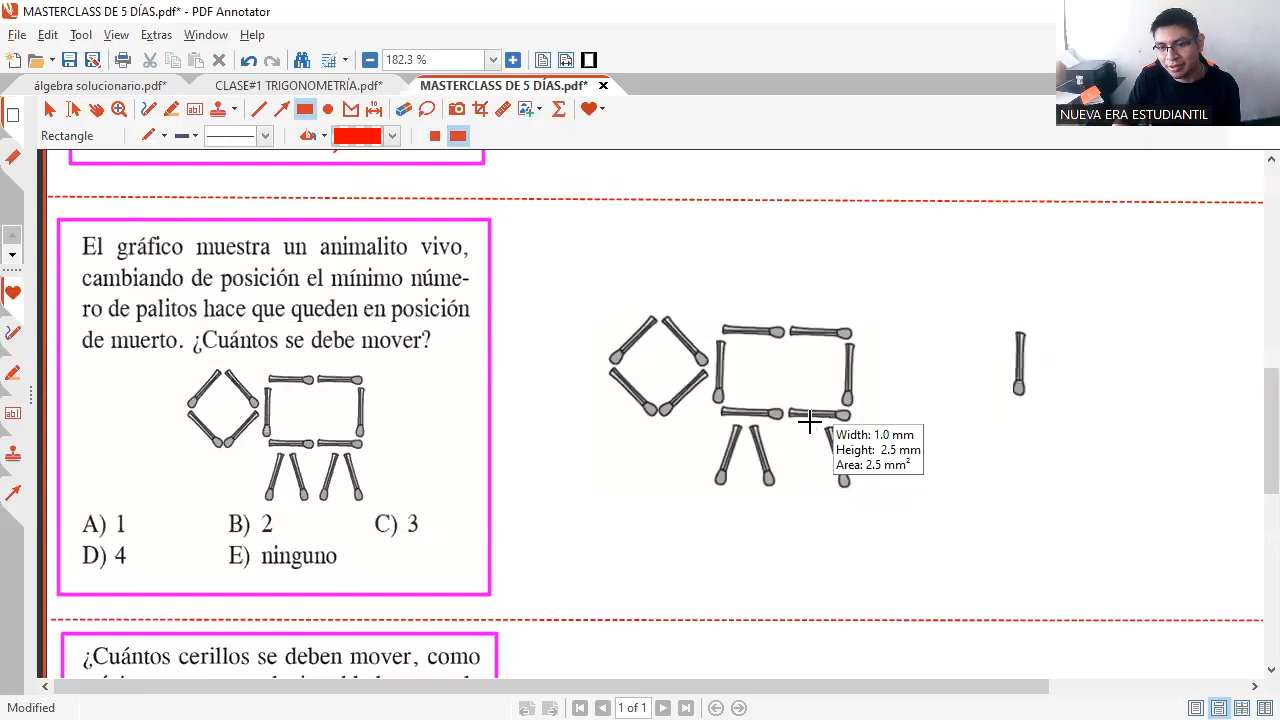 MASTERCLASS DE 5 DÍAS.pdf* - PDF Annotator
File Edit Tool View Extras Window Help
182.3 %
álgebra solucionario.pdf* CLASE#1 TRIGONOMETRÍA.pdf MASTERCLASS DE 5 DÍAS.pdf*
NUEVA ERA ESTUDIANTIL
Rectangle
El gráfico muestra un animalito vivo,
cambiando de posición el mínimo núme-
ro de palitos hace que queden en posición
de muerto. ¿Cuántos se debe mover?
A) 1 B) 2 C) 3
D) 4 E) ninguno
Width: 1.0 mm
Height: 2.5 mm
Area: 2.5 mm²
¿Cuántos cerillos se deben mover, como
Modified
1 of 1